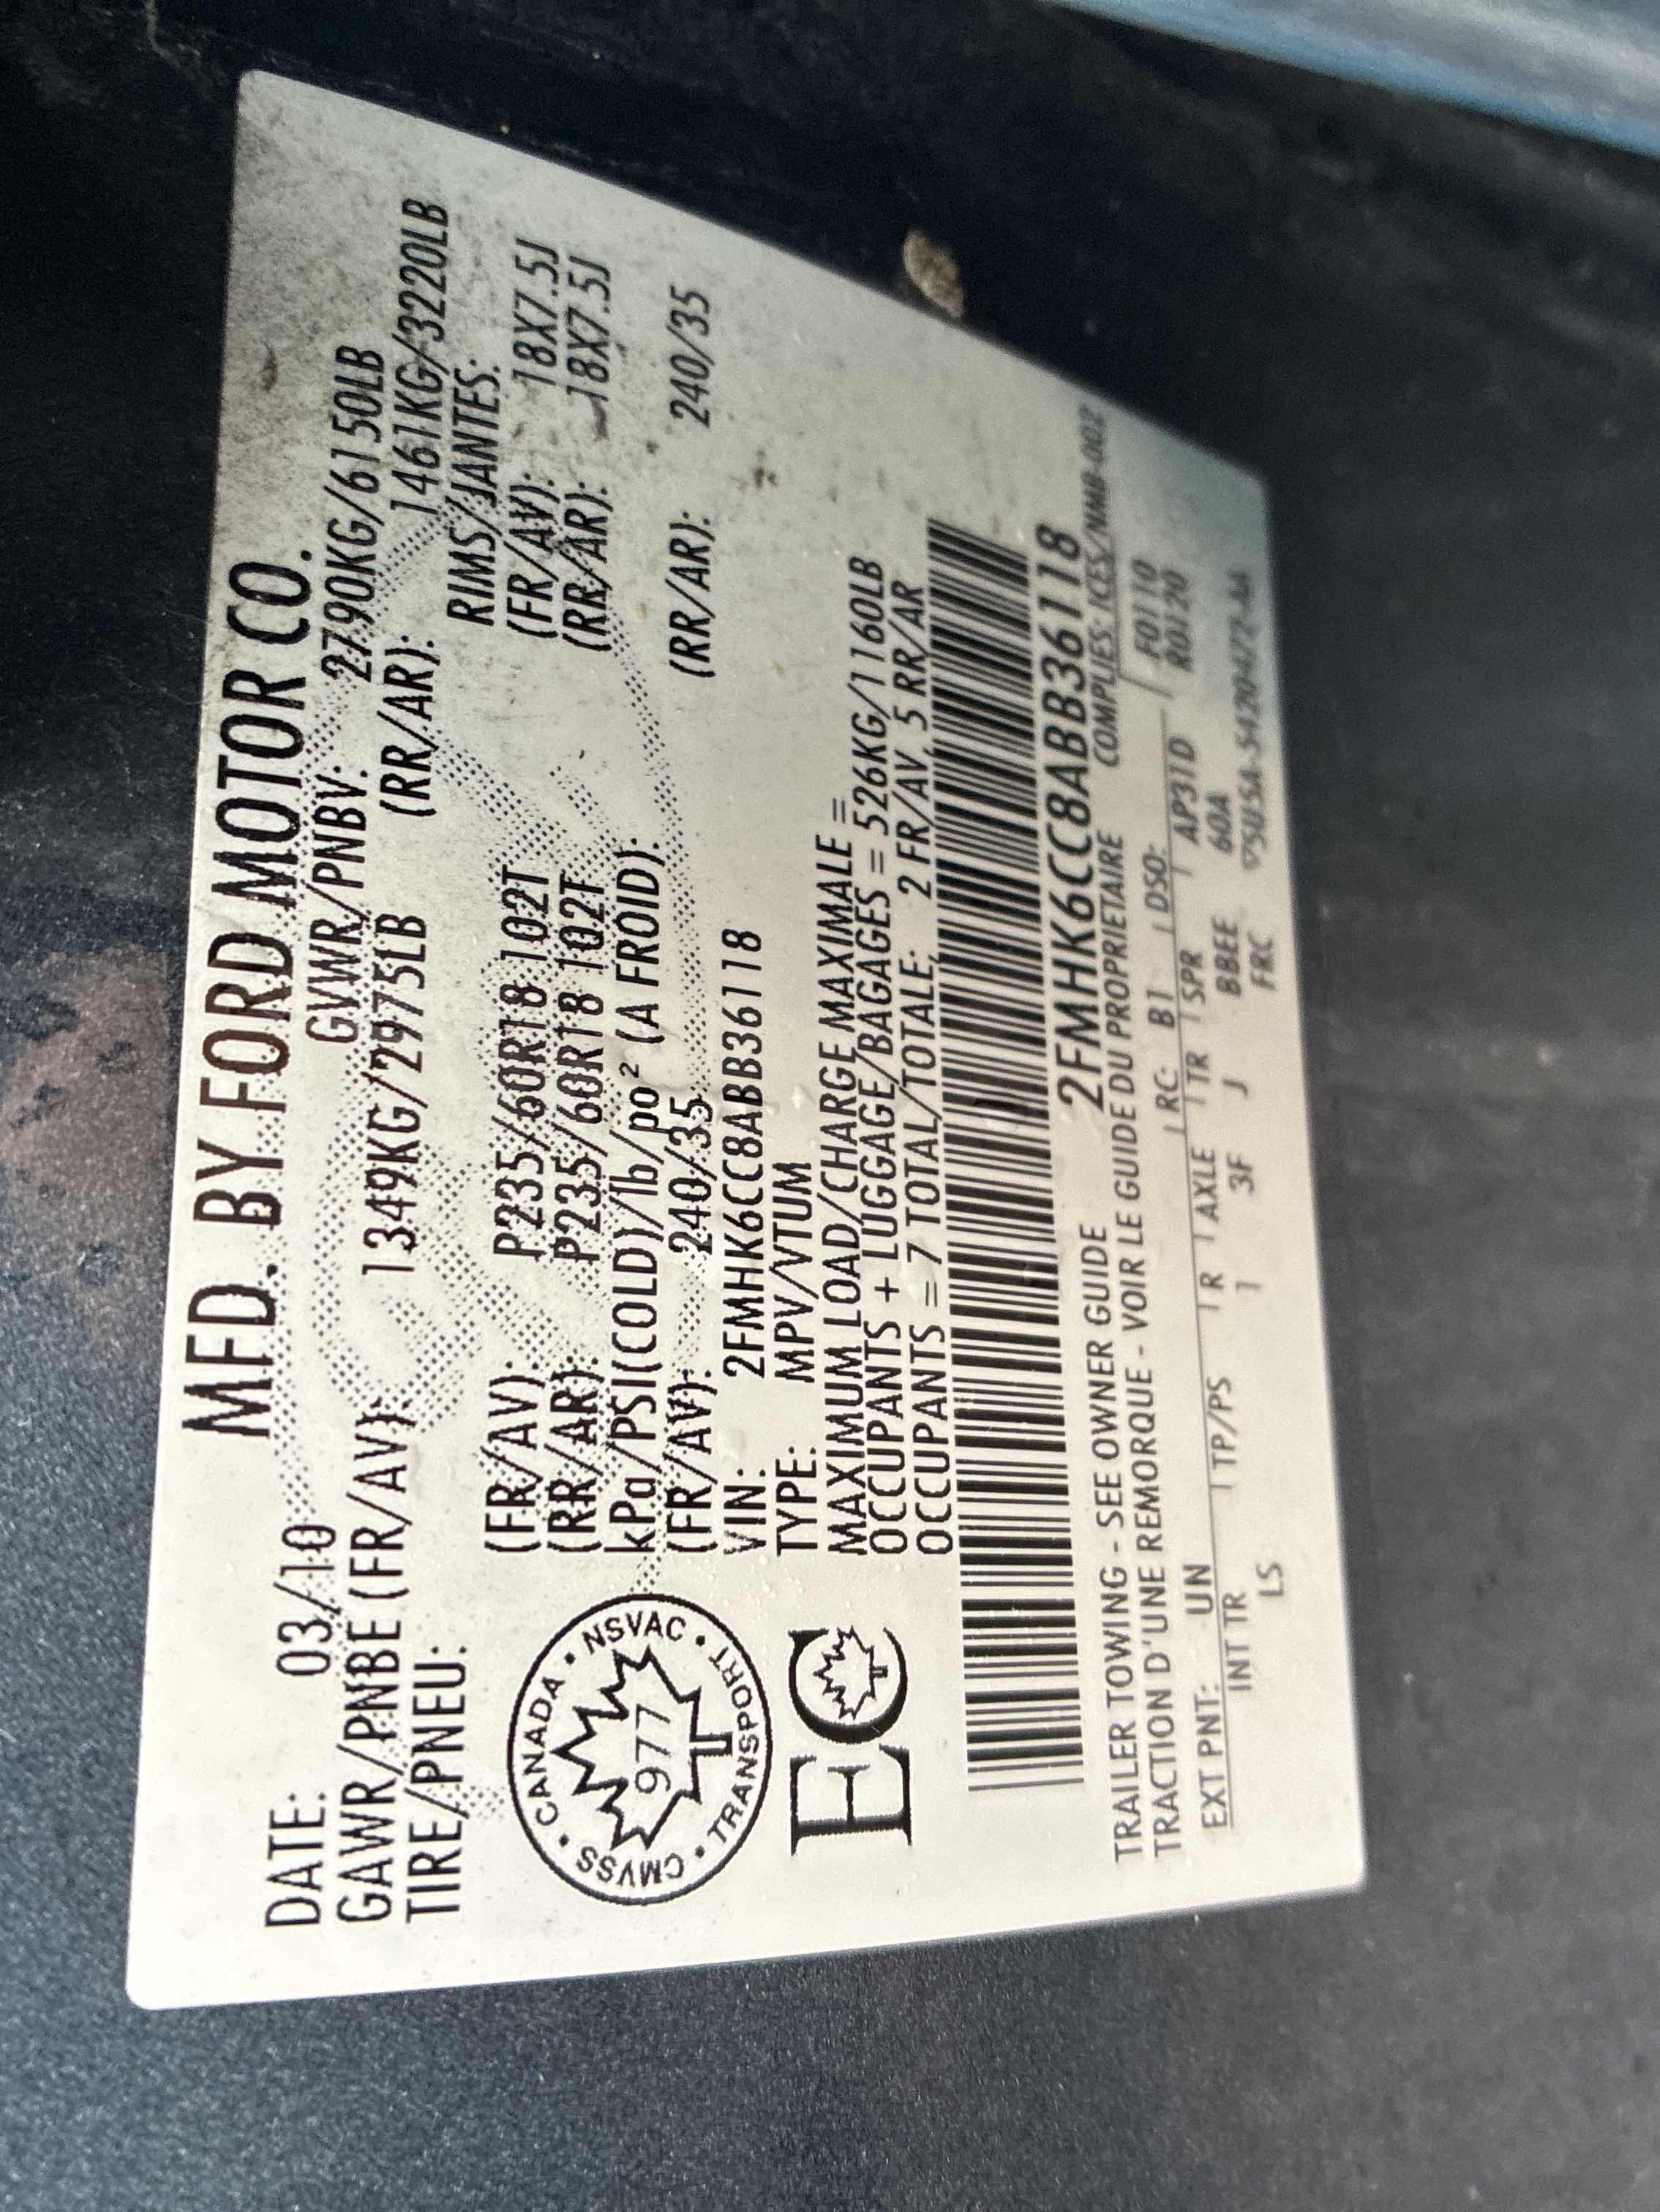 MFD. BY FORD MOTOR CO.
DATE: 03/10 GVWR/PNBV: 2790KG/6150LB
GAWR/PNBE (FR/AV): 1349KG/2975LB (RR/AR): 1461KG/3220LB
TIRE/PNEU: RIMS/JANTES:
(FR/AV): P235/60R18 102T (FR/AV): 18X7.5J
(RR/AR): P235/60R18 102T (RR/AR): 18X7.5J
kPa/PSI(COLD)/lb/po² (A FROID):
(FR/AV): 240/35 (RR/AR): 240/35
VIN: 2FMHK6CC8ABB36118
TYPE: MPV/VTUM
MAXIMUM LOAD/CHARGE MAXIMALE =
OCCUPANTS + LUGGAGE/BAGAGES = 526KG/1160LB
OCCUPANTS = 7 TOTAL/TOTALE: 2 FR/AV, 5 RR/AR
CANADA • NSVAC • TRANSPORT • CMVSS •
977
EC
2FMHK6CC8ABB36118
TRAILER TOWING - SEE OWNER GUIDE COMPLIES: ICES/NMB-002
TRACTION D'UNE REMORQUE - VOIR LE GUIDE DU PROPRIETAIRE
EXT PNT: UN RC: B1 DSO: F0110
R0120
INT TR TP/PS R AXLE TR SPR AP31D
LS 1 3F J BBEE 60A
FRC ▽5USA-5420472-AA